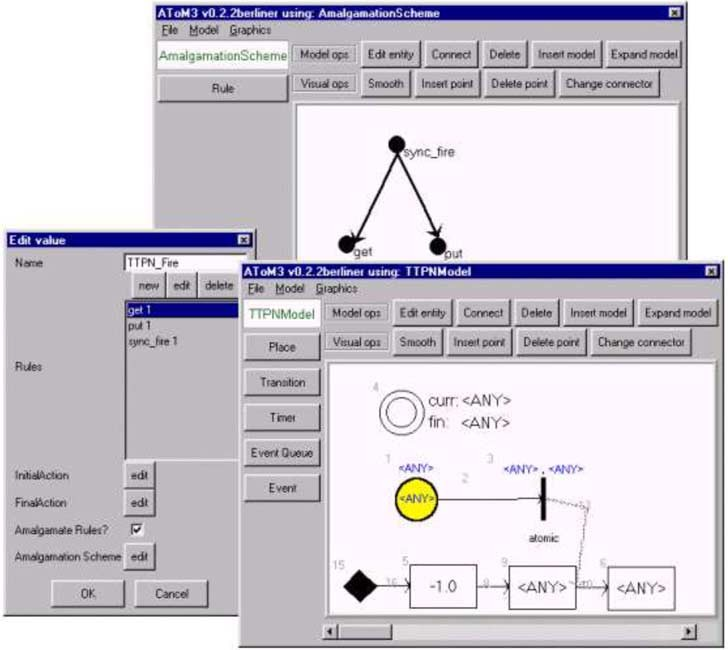 AToM3 v0.2.2berliner using: AmalgamationScheme
File Model Graphics
AmalgamationScheme Model ops Edit entity Connect Delete Insert model Expand model
Rule Visual ops Smooth Insert point Delete point Change connector
sync_fire
get put
Edit value
Name TTPN_Fire
new edit delete
Rules
get 1
put 1
sync_fire 1
InitialAction edit
FinalAction edit
Amalgamate Rules?
Amalgamation Scheme edit
OK Cancel
AToM3 v0.2.2berliner using: TTPNModel
File Model Graphics
TTPNModel Model ops Edit entity Connect Delete Insert model Expand model
Place Visual ops Smooth Insert point Delete point Change connector
Transition
Timer
Event Queue
Event
4
curr: <ANY>
fin: <ANY>
1 2 3
<ANY> <ANY> , <ANY>
<ANY>
13
atomic
15 5 9 6
16 -1.0 <ANY> <ANY>